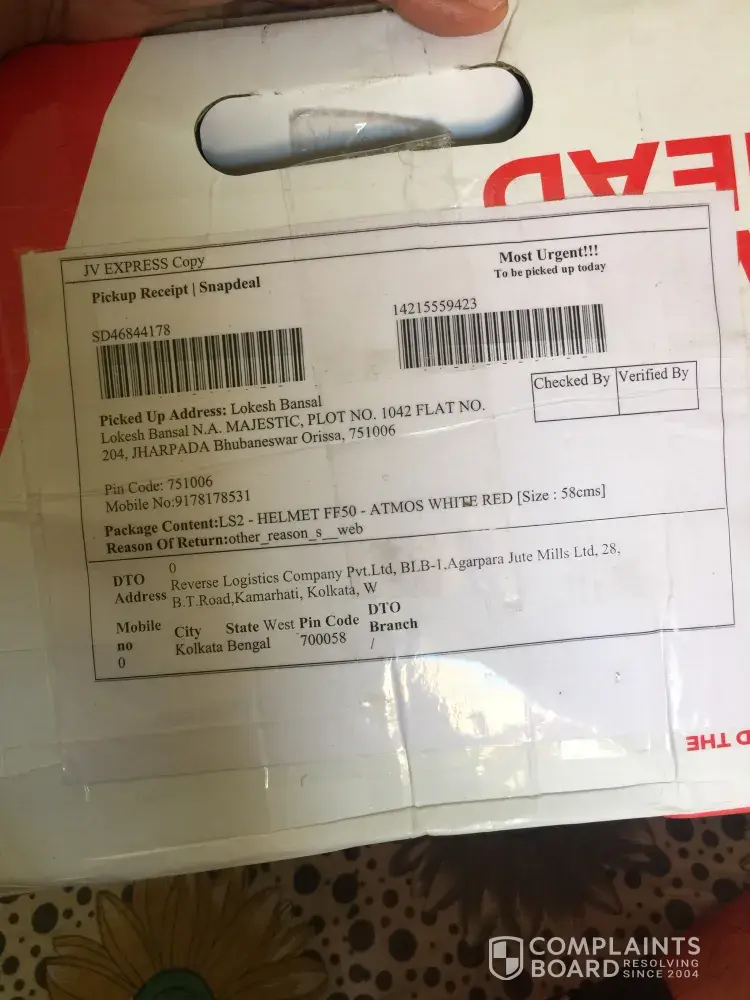 HEAD
JV EXPRESS Copy
Pickup Receipt | Snapdeal
Most Urgent!!!
To be picked up today
SD46844178
14215559423
Checked By Verified By
Picked Up Address: Lokesh Bansal
Lokesh Bansal N.A. MAJESTIC, PLOT NO. 1042 FLAT NO.
204, JHARPADA Bhubaneswar Orissa, 751006
Pin Code: 751006
Mobile No:9178178531
Package Content:LS2 - HELMET FF50 - ATMOS WHITE RED [Size : 58cms]
Reason Of Return:other_reason_s__web
DTO Address
0
Reverse Logistics Company Pvt.Ltd, BLB-1,Agarpara Jute Mills Ltd, 28,
B.T.Road,Kamarhati, Kolkata, W
Mobile no
0
City
Kolkata
State West
Bengal
Pin Code
700058
DTO Branch
/
D THE
COMPLAINTS
BOARD
RESOLVING
SINCE 2004